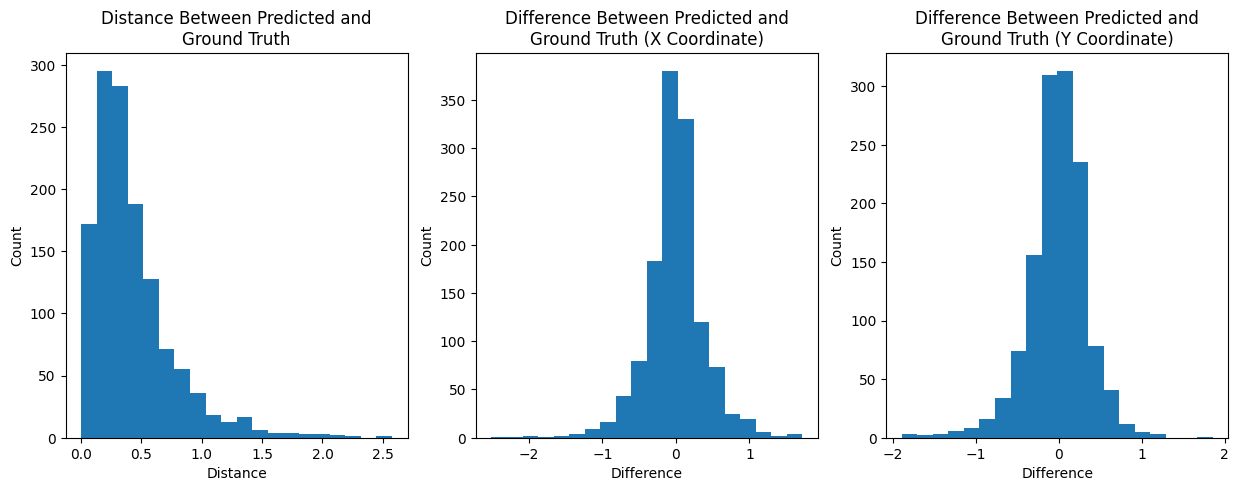 Distance Between Predicted and
Ground Truth
300
250
200
150
100
50
0
Count
0.0 0.5 1.0 1.5 2.0 2.5
Distance
Difference Between Predicted and
Ground Truth (X Coordinate)
350
300
250
200
150
100
50
0
Count
−2 −1 0 1
Difference
Difference Between Predicted and
Ground Truth (Y Coordinate)
300
250
200
150
100
50
0
Count
−2 −1 0 1 2
Difference